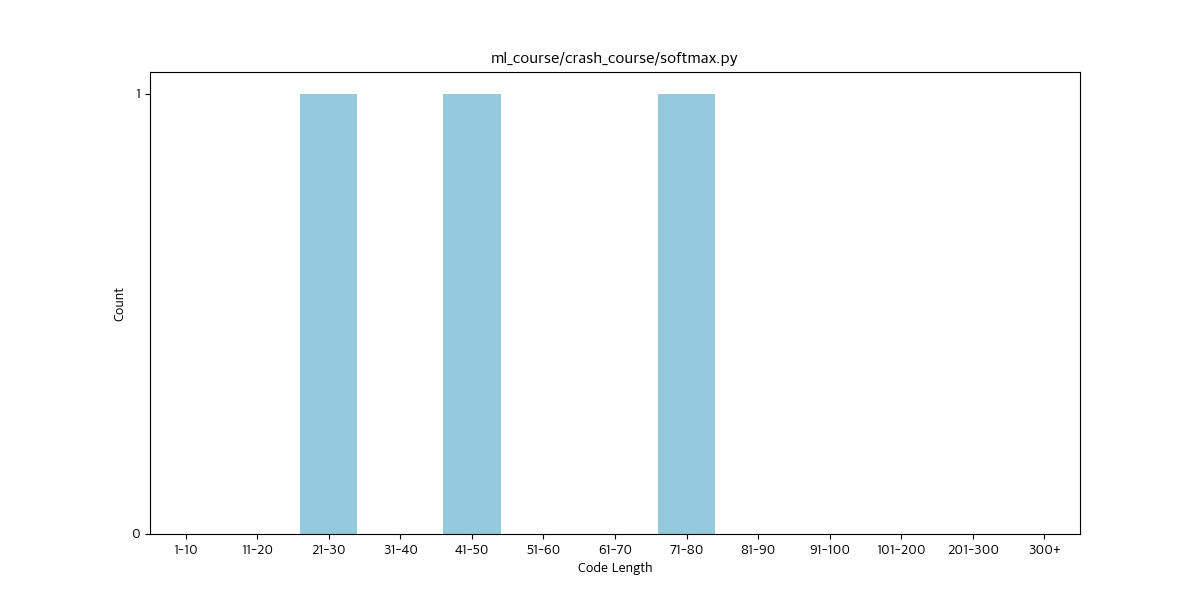 ml_course/crash_course/softmax.py
1
Count
0
1-10 11-20 21-30 31-40 41-50 51-60 61-70 71-80 81-90 91-100 101-200 201-300 300+
Code Length